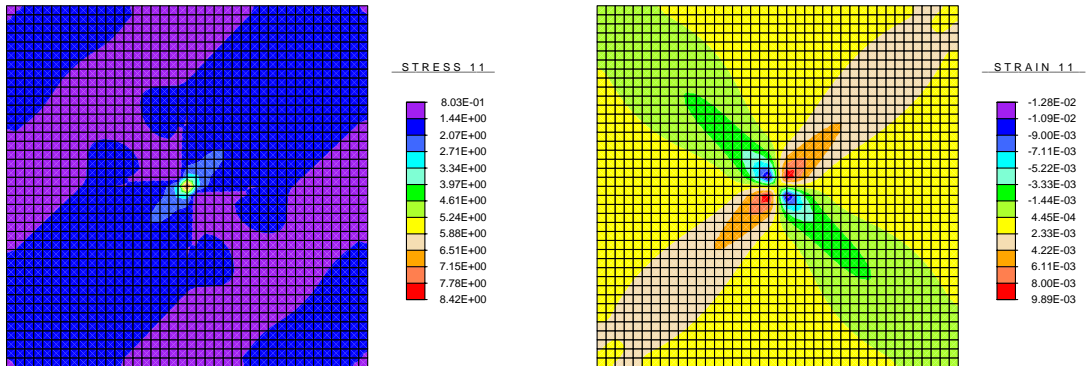 STRESS 11
8.03E-01
1.44E+00
2.07E+00
2.71E+00
3.34E+00
3.97E+00
4.61E+00
5.24E+00
5.88E+00
6.51E+00
7.15E+00
7.78E+00
8.42E+00
STRAIN 11
-1.28E-02
-1.09E-02
-9.00E-03
-7.11E-03
-5.22E-03
-3.33E-03
-1.44E-03
4.45E-04
2.33E-03
4.22E-03
6.11E-03
8.00E-03
9.89E-03